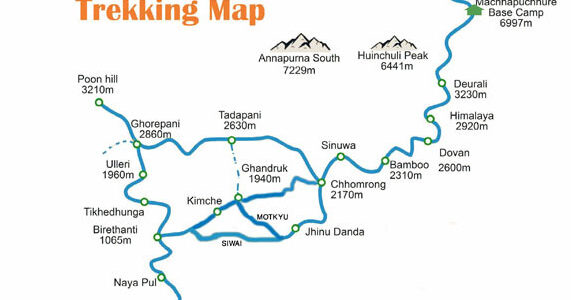 Trekking Map
Machhapuchhure
Base Camp
6997m
Annapurna South
7229m
Huinchuli Peak
6441m
Poon hill
3210m
Deurali
3230m
Ghorepani
2860m
Tadapani
2630m
Himalaya
2920m
Ulleri
1960m
Ghandruk
1940m
Sinuwa
Bamboo
2310m
Dovan
2600m
Chhomrong
2170m
Kimche
Tikhedhunga
MOTKYU
Birethanti
1065m
SIWAI
Jhinu Danda
Naya Pul